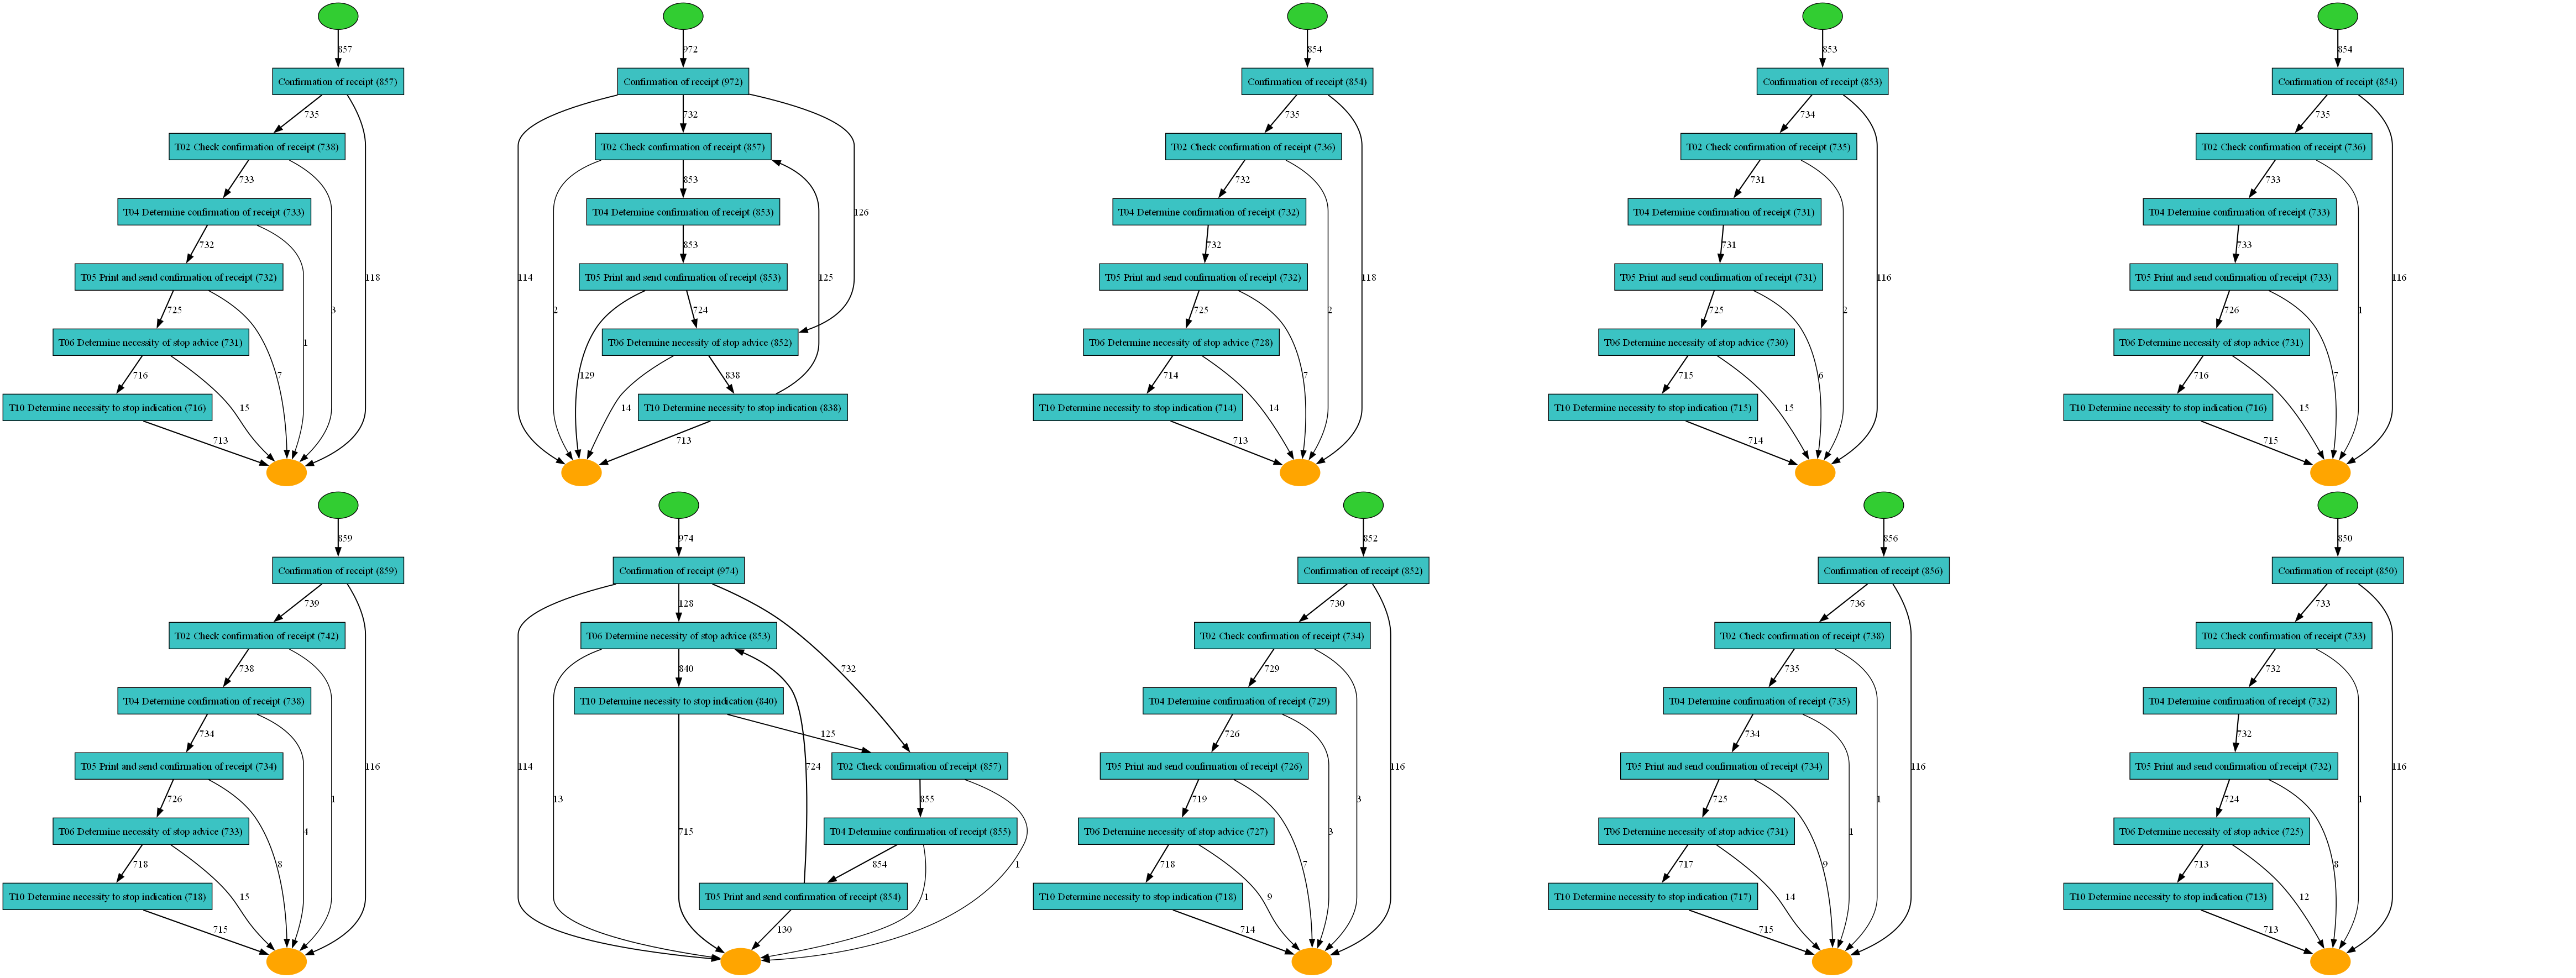 857
Confirmation of receipt (857)
735
T02 Check confirmation of receipt (738)
733
T04 Determine confirmation of receipt (733)
732
T05 Print and send confirmation of receipt (732)
118
725
1
3
7
T06 Determine necessity of stop advice (731)
716
15
T10 Determine necessity to stop indication (716)
713
972
Confirmation of receipt (972)
732
T02 Check confirmation of receipt (857)
853
T04 Determine confirmation of receipt (853)
126
853
T05 Print and send confirmation of receipt (853)
114
125
2
724
T06 Determine necessity of stop advice (852)
129
838
14
T10 Determine necessity to stop indication (838)
713
854
Confirmation of receipt (854)
735
T02 Check confirmation of receipt (736)
732
T04 Determine confirmation of receipt (732)
732
T05 Print and send confirmation of receipt (732)
118
725
2
T06 Determine necessity of stop advice (728)
714
7
14
T10 Determine necessity to stop indication (714)
713
853
Confirmation of receipt (853)
734
T02 Check confirmation of receipt (735)
731
T04 Determine confirmation of receipt (731)
731
T05 Print and send confirmation of receipt (731)
116
725
2
T06 Determine necessity of stop advice (730)
715
6
15
T10 Determine necessity to stop indication (715)
714
854
Confirmation of receipt (854)
735
T02 Check confirmation of receipt (736)
733
T04 Determine confirmation of receipt (733)
733
T05 Print and send confirmation of receipt (733)
116
726
1
T06 Determine necessity of stop advice (731)
716
7
15
T10 Determine necessity to stop indication (716)
715
859
Confirmation of receipt (859)
739
T02 Check confirmation of receipt (742)
738
T04 Determine confirmation of receipt (738)
734
T05 Print and send confirmation of receipt (734)
116
726
1
T06 Determine necessity of stop advice (733)
4
718
8
15
T10 Determine necessity to stop indication (718)
715
974
Confirmation of receipt (974)
128
T06 Determine necessity of stop advice (853)
840
732
T10 Determine necessity to stop indication (840)
125
114
724
T02 Check confirmation of receipt (857)
13
855
715
T04 Determine confirmation of receipt (855)
854
1
T05 Print and send confirmation of receipt (854)
1
130
852
Confirmation of receipt (852)
730
T02 Check confirmation of receipt (734)
729
T04 Determine confirmation of receipt (729)
726
T05 Print and send confirmation of receipt (726)
116
719
3
T06 Determine necessity of stop advice (727)
3
718
7
9
T10 Determine necessity to stop indication (718)
714
856
Confirmation of receipt (856)
736
T02 Check confirmation of receipt (738)
735
T04 Determine confirmation of receipt (735)
734
T05 Print and send confirmation of receipt (734)
116
725
1
T06 Determine necessity of stop advice (731)
1
717
9
14
T10 Determine necessity to stop indication (717)
715
850
Confirmation of receipt (850)
733
T02 Check confirmation of receipt (733)
732
T04 Determine confirmation of receipt (732)
732
T05 Print and send confirmation of receipt (732)
116
724
1
T06 Determine necessity of stop advice (725)
713
8
12
T10 Determine necessity to stop indication (713)
713